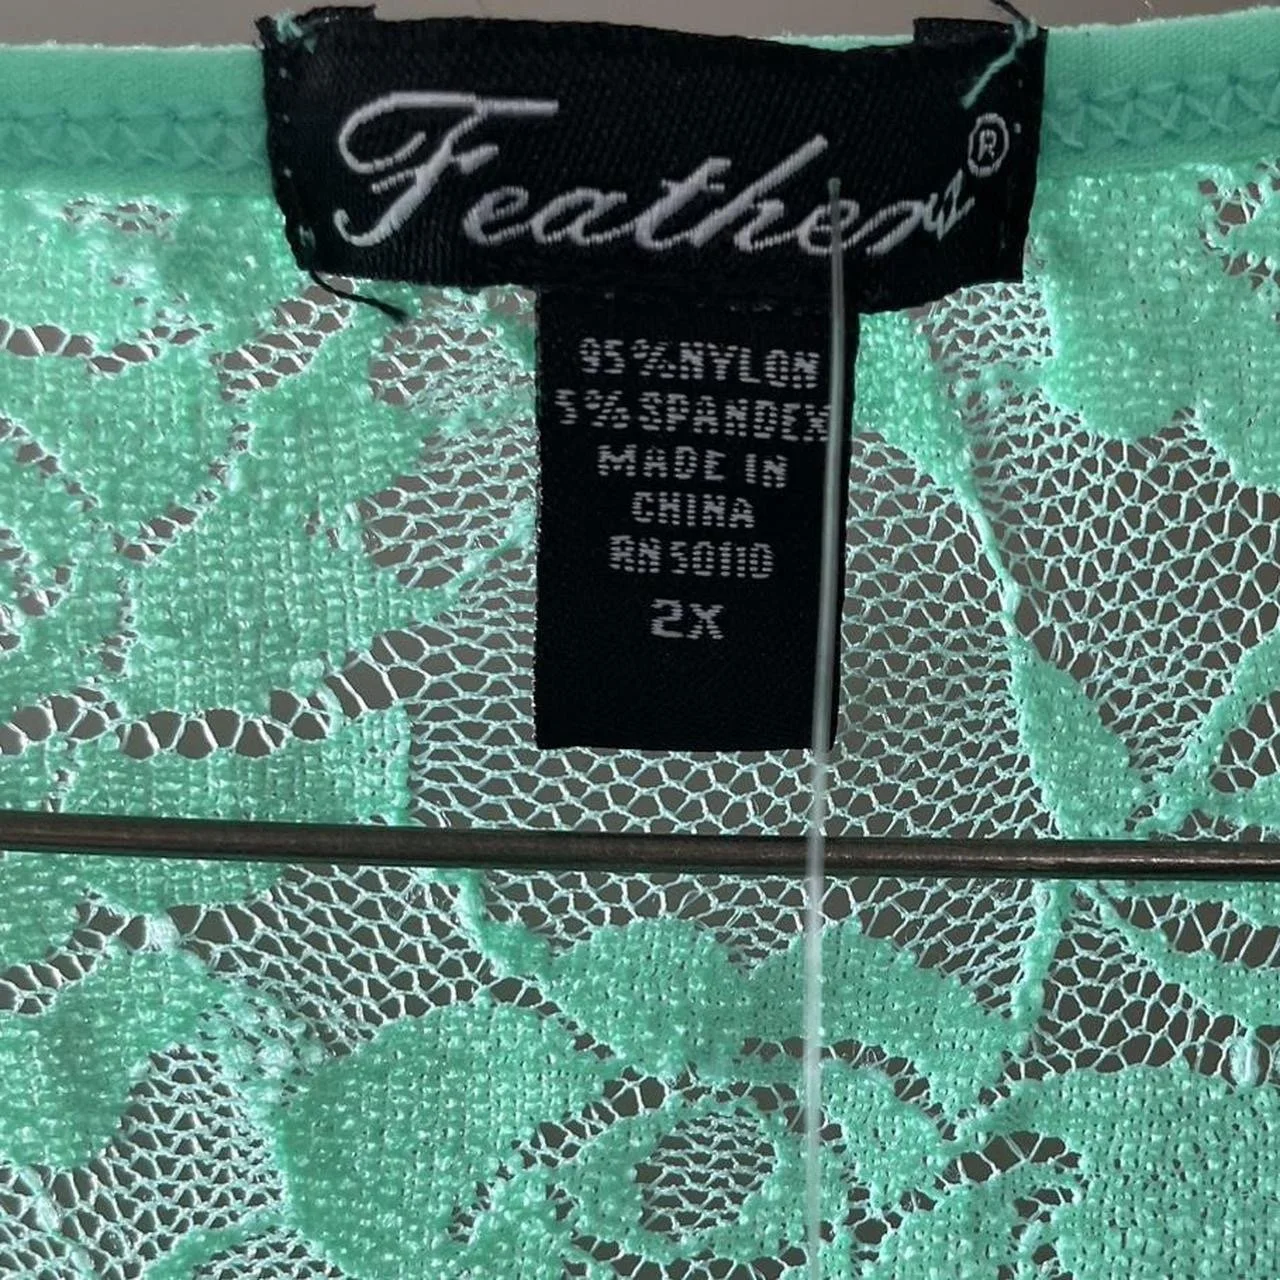 Feathers®
95%NYLON
5%SPANDEX
MADE IN
CHINA
RN 50110
2X